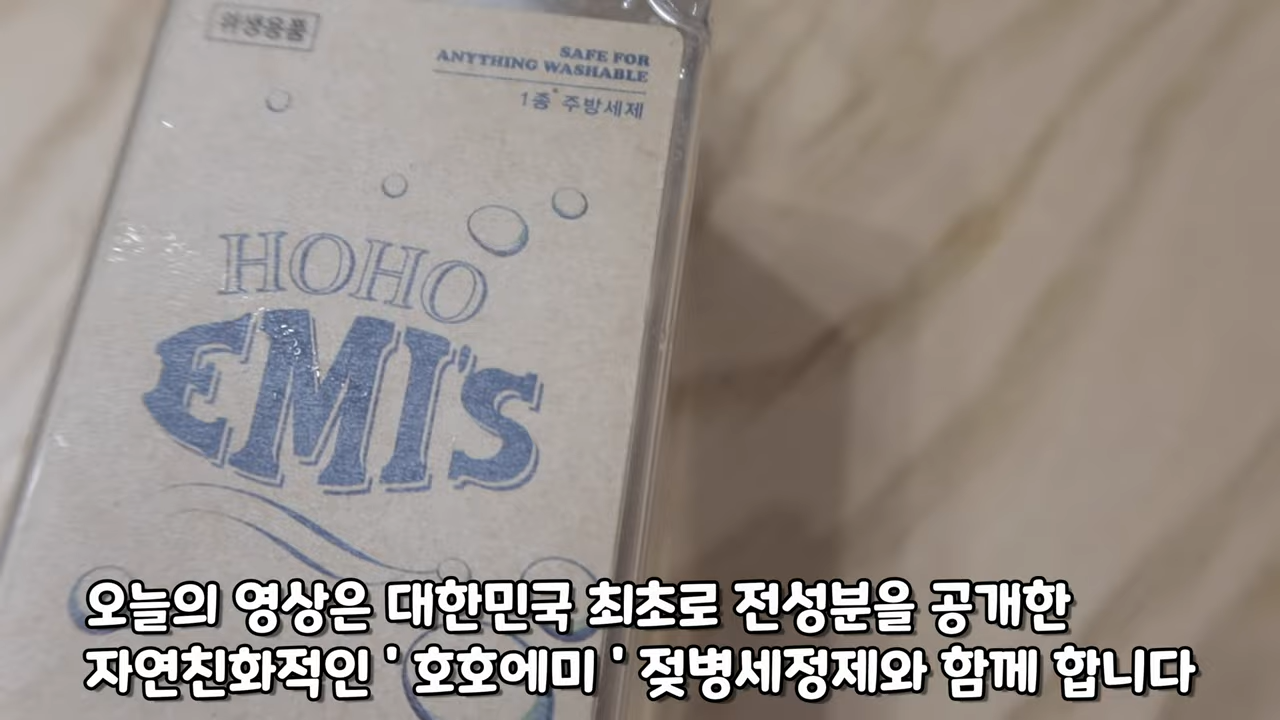 위생용품
SAFE FOR
ANYTHING WASHABLE
1종* 주방세제
HOHO
EMI's
오늘의 영상은 대한민국 최초로 전성분을 공개한
자연친화적인 ' 호호에미 ' 젖병세정제와 함께 합니다